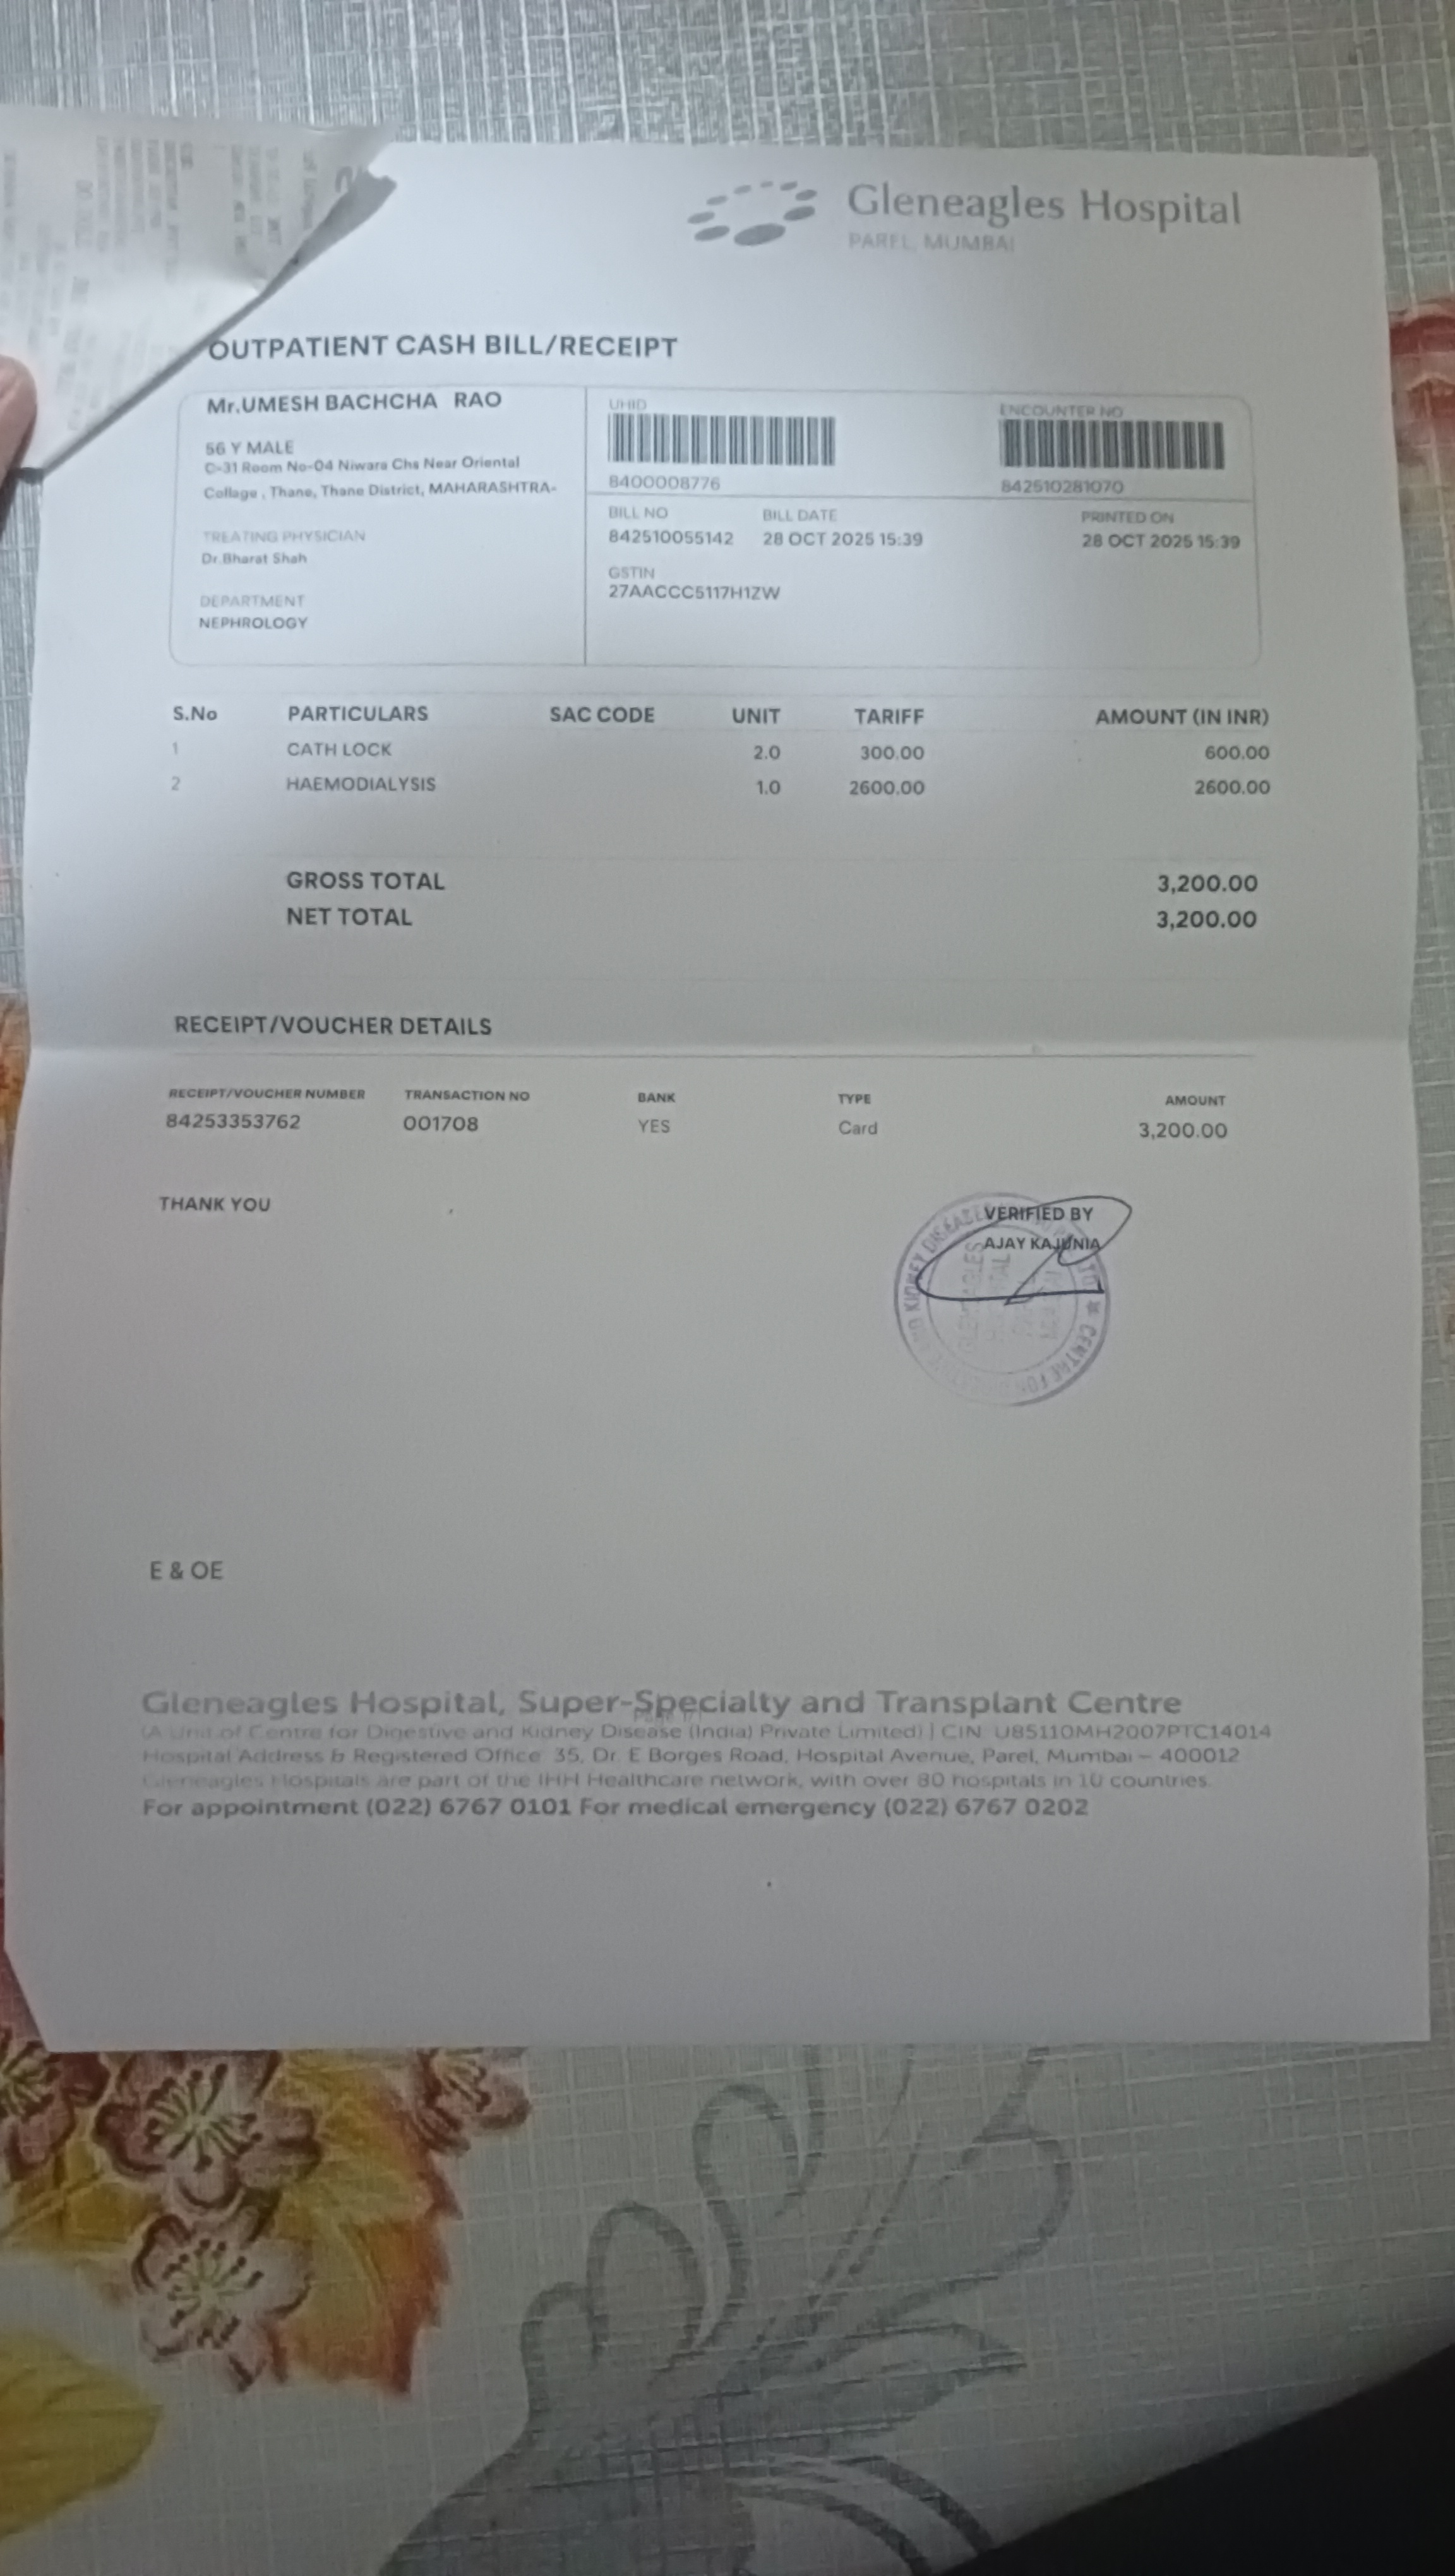 Gleneagles Hospital
PAREL, MUMBAI
OUTPATIENT CASH BILL/RECEIPT
Mr.UMESH BACHCHA RAO
56 Y MALE
C-31 Room No-04 Niwara Chs Near Oriental
Collage , Thane, Thane District, MAHARASHTRA-
TREATING PHYSICIAN
Dr.Bharat Shah
DEPARTMENT
NEPHROLOGY
UHID
8400008776
ENCOUNTER NO
842510281070
BILL NO BILL DATE PRINTED ON
842510055142 28 OCT 2025 15:39 28 OCT 2025 15:39
GSTIN
27AACCC5117H1ZW
S.No PARTICULARS SAC CODE UNIT TARIFF AMOUNT (IN INR)
1 CATH LOCK 2.0 300.00 600.00
2 HAEMODIALYSIS 1.0 2600.00 2600.00
GROSS TOTAL 3,200.00
NET TOTAL 3,200.00
RECEIPT/VOUCHER DETAILS
RECEIPT/VOUCHER NUMBER TRANSACTION NO BANK TYPE AMOUNT
84253353762 001708 YES Card 3,200.00
THANK YOU
VERIFIED BY
AJAY KAJUNIA
KIDNEY DISEASE
CENTRE FOR
E & OE
Gleneagles Hospital, Super-Specialty and Transplant Centre
(A Unit of Centre for Digestive and Kidney Disease (India) Private Limited) | CIN U85110MH2007PTC14014
Hospital Address & Registered Office 35, Dr. E Borges Road, Hospital Avenue, Parel, Mumbai – 400012
Gleneagles Hospitals are part of the IHH Healthcare network, with over 80 hospitals in 10 countries.
For appointment (022) 6767 0101 For medical emergency (022) 6767 0202